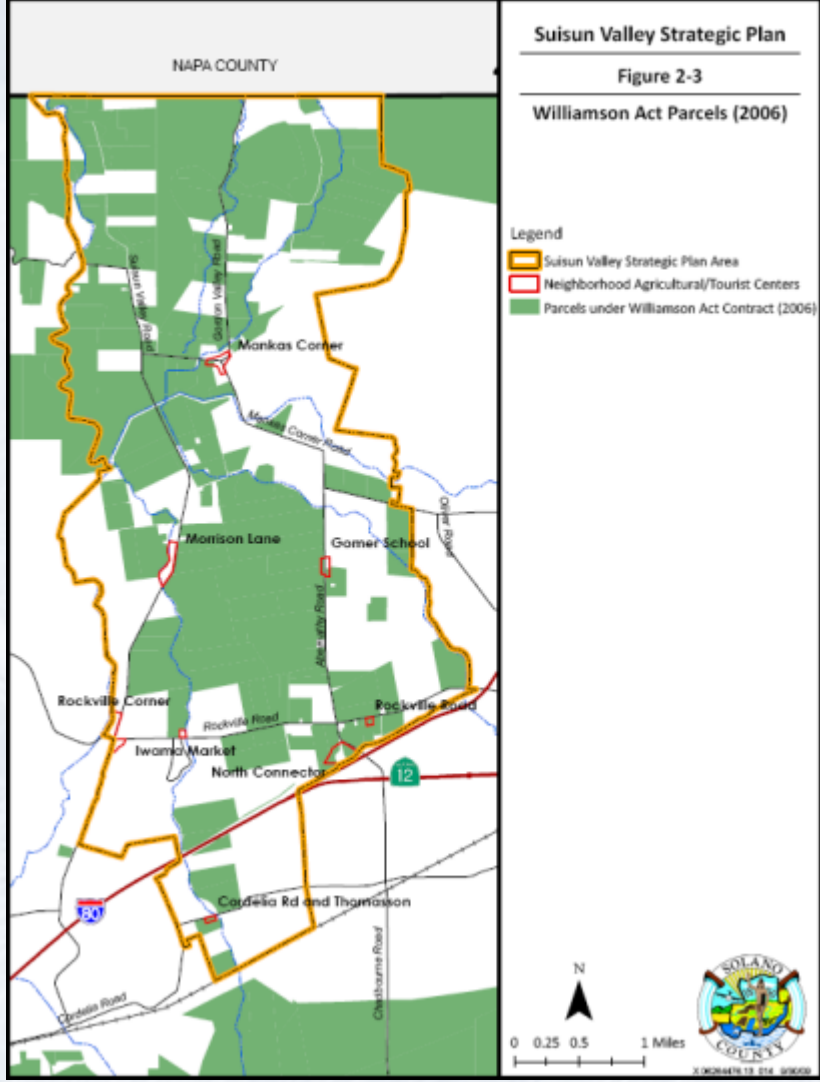 NAPA COUNTY
Suisun Valley Strategic Plan
Figure 2-3
Williamson Act Parcels (2006)
Legend
Suisun Valley Strategic Plan Area
Neighborhood Agricultural/Tourist Centers
Parcels under Williamson Act Contract (2006)
Suisun Valley Road
Gordon Valley Road
Mankas Corner
Mankas Corner Road
Oliver Road
Morrison Lane
Gomer School
Abernathy Road
Rockville Corner
Rockville Road
Rockville Road
Iwama Market
North Connector
12
80
Cordelia Rd and Thomasson
Chadbourne Road
Cordelia Road
N
0 0.25 0.5 1 Miles
SOLANO
COUNTY